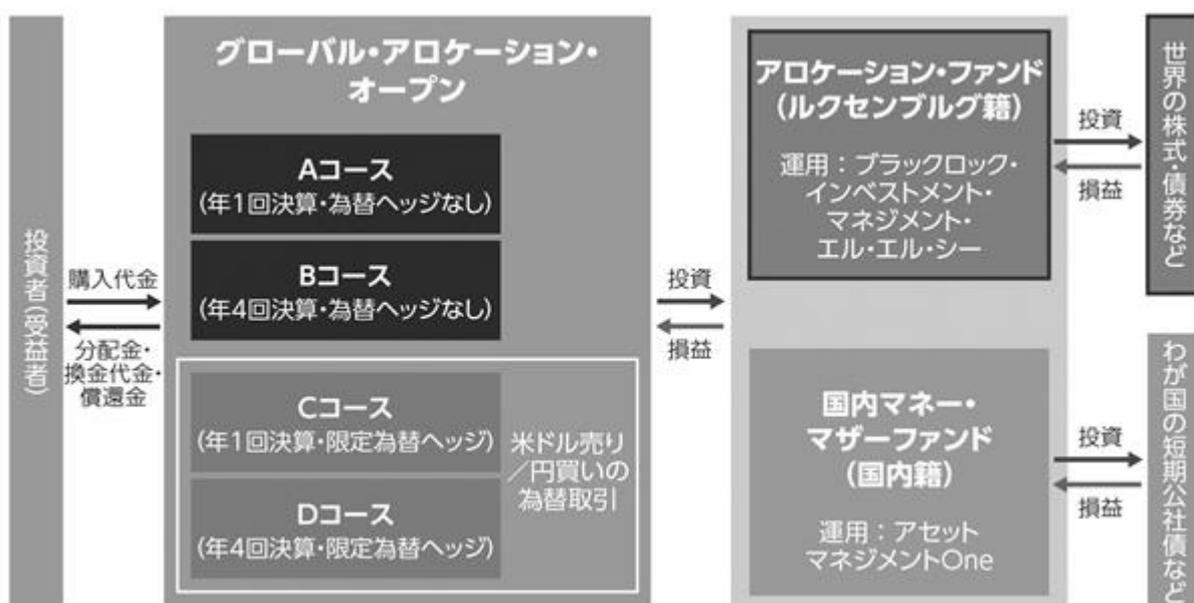 投資者(受益者)
購入代金
分配金・
換金代金・
償還金
グローバル・アロケーション・
オープン
Aコース
(年1回決算・為替ヘッジなし)
Bコース
(年4回決算・為替ヘッジなし)
Cコース
(年1回決算・限定為替ヘッジ)
Dコース
(年4回決算・限定為替ヘッジ)
米ドル売り
/円買いの
為替取引
投資
損益
アロケーション・ファンド
(ルクセンブルグ籍)
運用:ブラックロック・
インベストメント・
マネジメント・
エル・エル・シー
投資
損益
世界の株式・債券など
国内マネー・
マザーファンド
(国内籍)
運用:アセット
マネジメントOne
投資
損益
わが国の短期公社債など